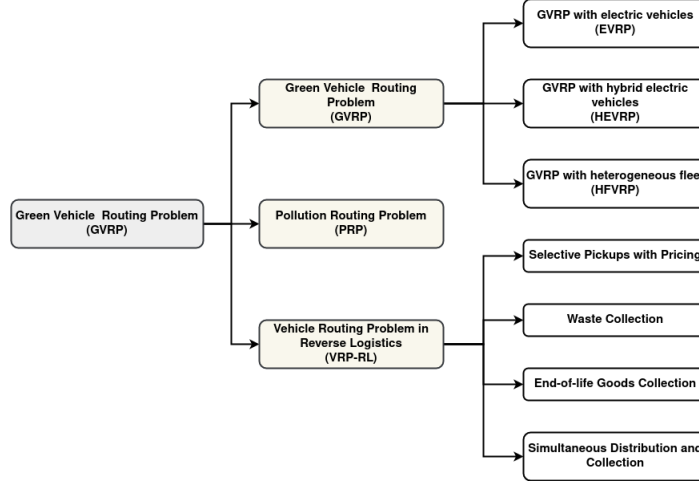 Green Vehicle Routing Problem
(GVRP)
Green Vehicle Routing
Problem
(GVRP)
Pollution Routing Problem
(PRP)
Vehicle Routing Problem in
Reverse Logistics
(VRP-RL)
GVRP with electric vehicles
(EVRP)
GVRP with hybrid electric
vehicles
(HEVRP)
GVRP with heterogeneous flee
(HFVRP)
Selective Pickups with Pricing
Waste Collection
End-of-life Goods Collection
Simultaneous Distribution and
Collection